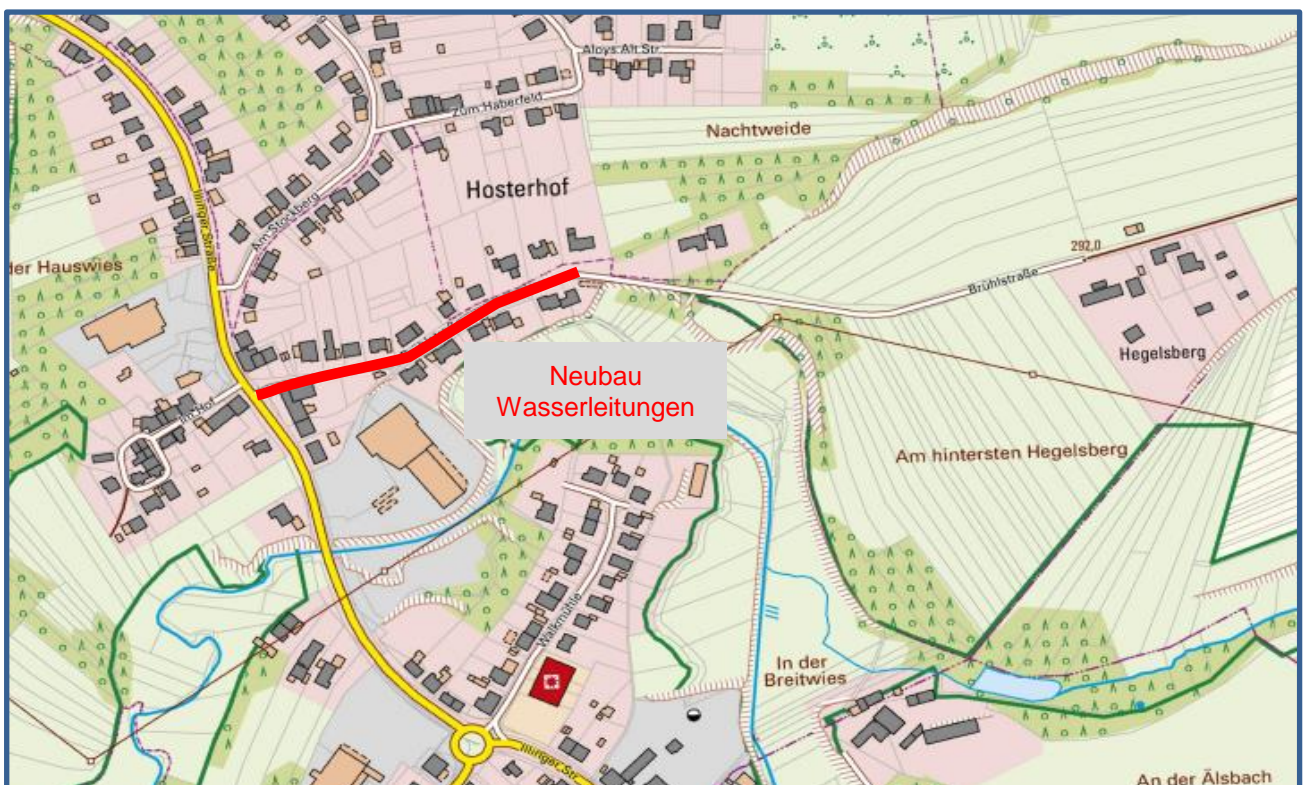 Aloys Alt Str.
Zum Haberfeld
Nachtweide
Hosterhof
Illinger Straße
Am Stockberg
292,0
der Hauswies
Brühlstraße
Hegelsberg
Neubau
Wasserleitungen
Im Hof
Am hintersten Hegelsberg
Walkmühle
In der
Breitwies
Illinger Str.
An der Älsbach